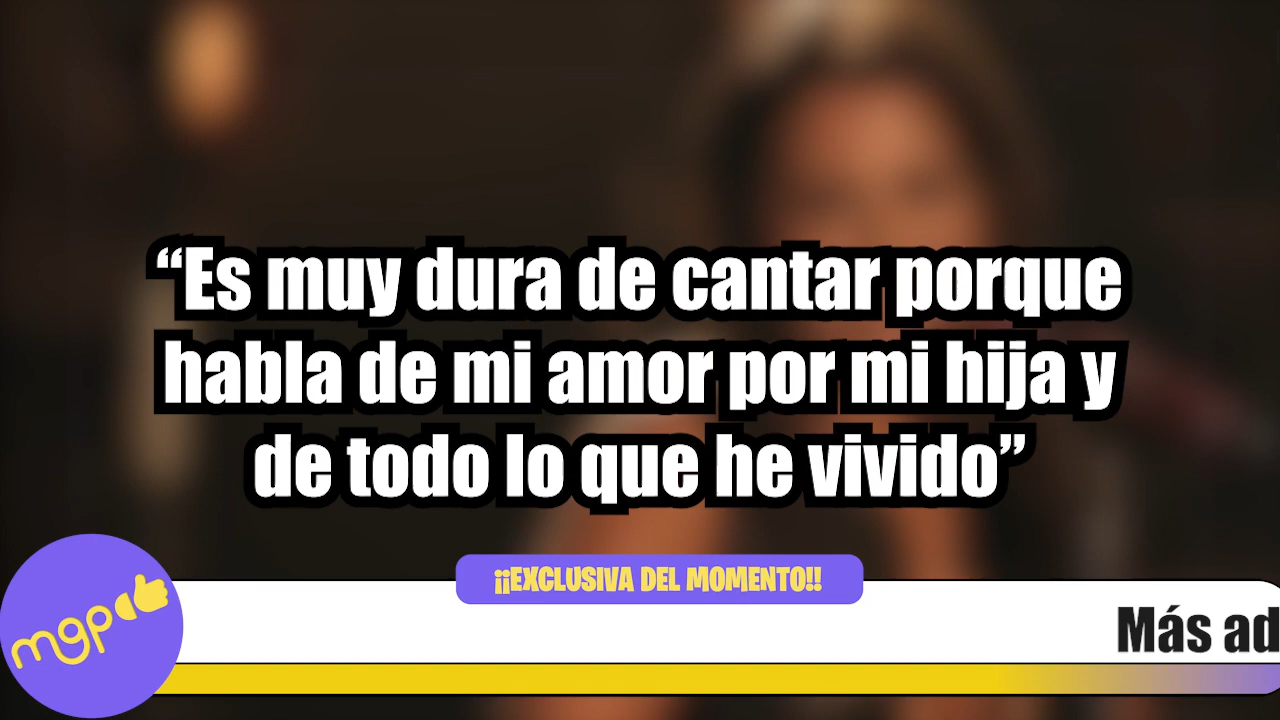 “Es muy dura de cantar porque
habla de mi amor por mi hija y
de todo lo que he vivido”
¡¡EXCLUSIVA DEL MOMENTO!!
Más ad
mgp